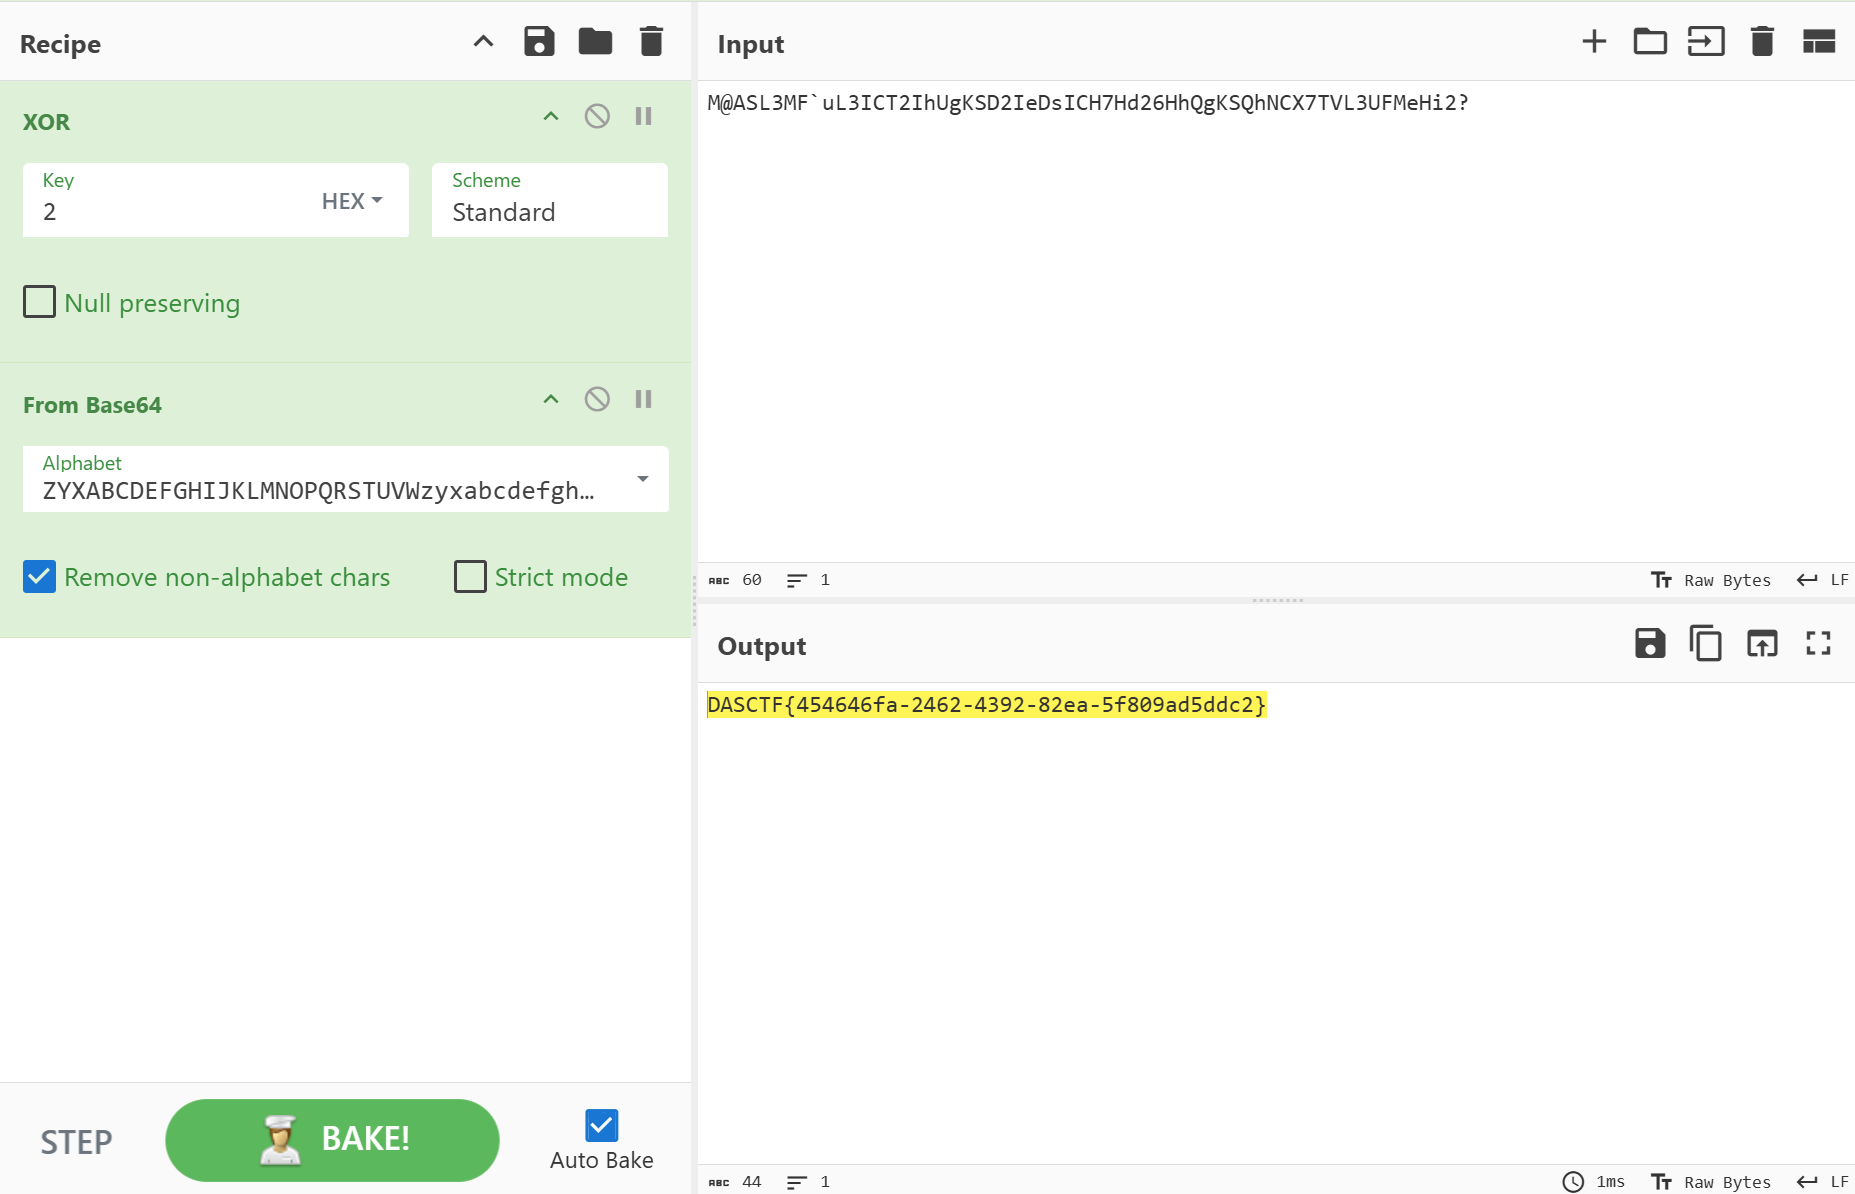 Recipe
XOR
Key
2
HEX
Scheme
Standard
Null preserving
From Base64
Alphabet
ZYXABCDEFGHIJKLMNOPQRSTUVWzyxabcdefgh…
Remove non-alphabet chars
Strict mode
STEP
BAKE!
Auto Bake
Input
M@ASL3MF`uL3ICT2IhUgKSD2IeDsICH7Hd26HhQgKSQhNCX7TVL3UFMeHi2?
ABC 60 1
Raw Bytes LF
Output
DASCTF{454646fa-2462-4392-82ea-5f809ad5ddc2}
ABC 44 1
1ms Raw Bytes LF